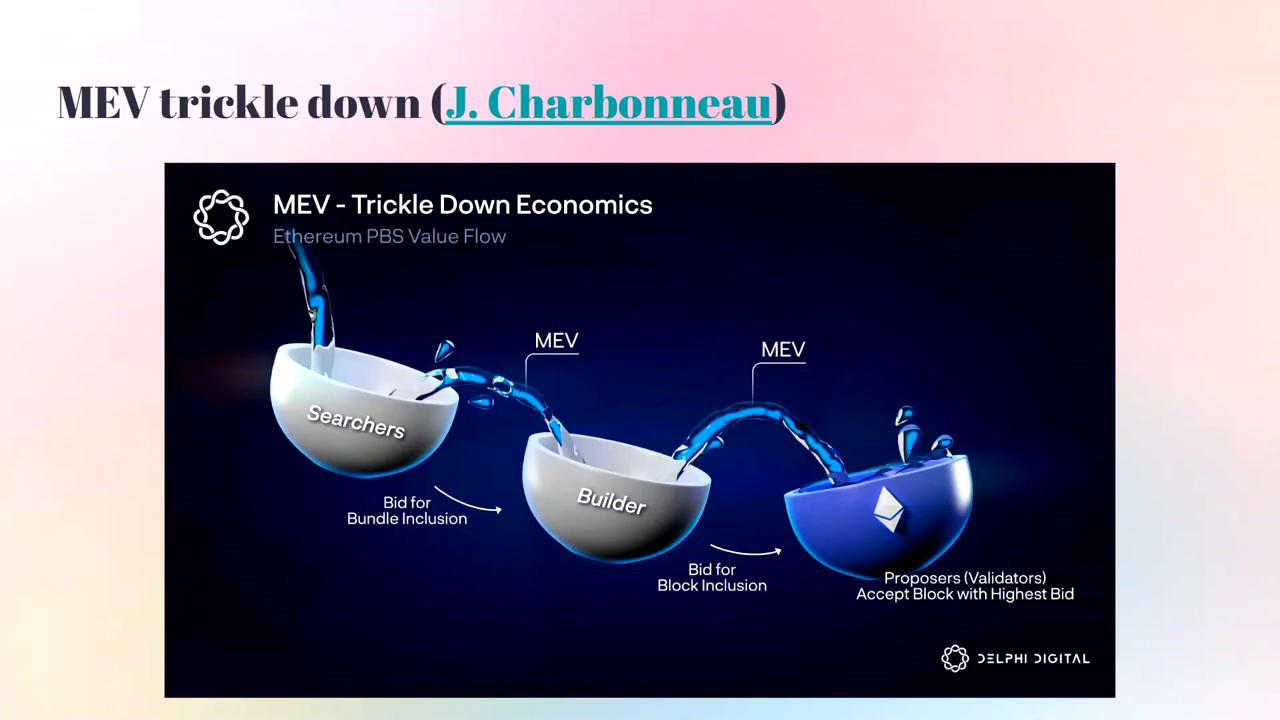 MEV trickle down (J. Charbonneau)
MEV - Trickle Down Economics
Ethereum PBS Value Flow
MEV
MEV
Searchers
Builder
Bid for
Bundle Inclusion
Bid for
Block Inclusion
Proposers (Validators)
Accept Block with Highest Bid
DELPHI DIGITAL